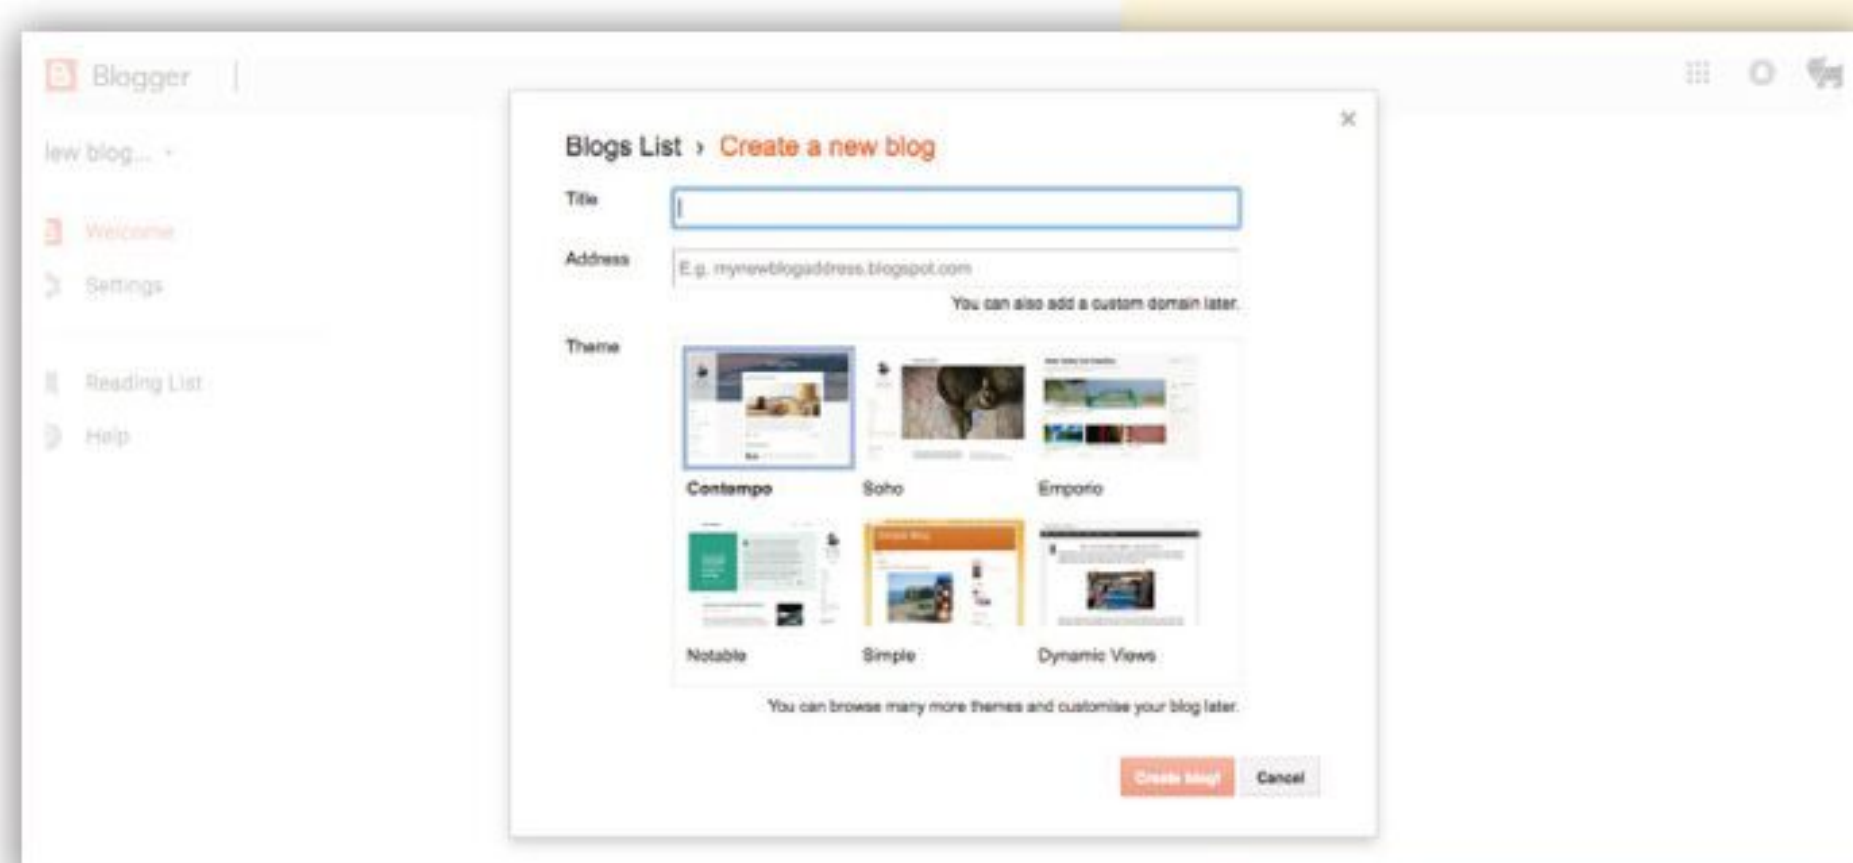 Blogger
lew blog...
Welcome
Settings
Reading List
Help
Blogs List › Create a new blog
Title
Address
E.g. mynewblogaddress.blogspot.com
You can also add a custom domain later.
Theme
Contempo
Soho
Emporio
Simple Blog
Notable
Simple
Dynamic Views
You can browse many more themes and customise your blog later.
Create blog!
Cancel